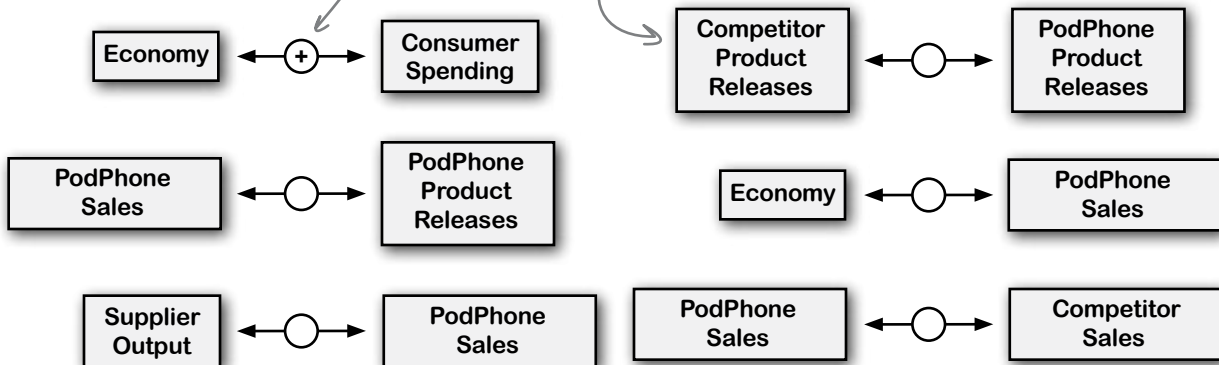 Economy
+
Consumer
Spending
Competitor
Product
Releases
PodPhone
Product
Releases
PodPhone
Sales
PodPhone
Product
Releases
Economy
PodPhone
Sales
Supplier
Output
PodPhone
Sales
PodPhone
Sales
Competitor
Sales